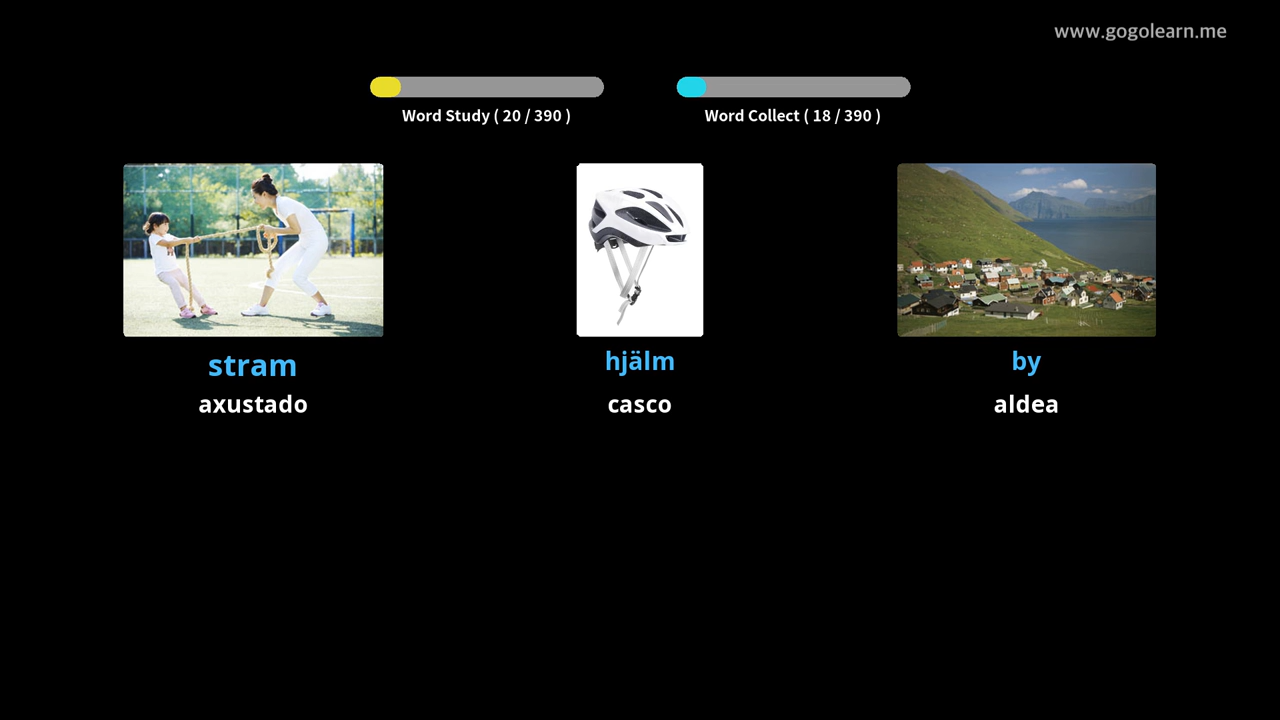 www.gogolearn.me
Word Study ( 20 / 390 )
Word Collect ( 18 / 390 )
stram
hjälm
by
axustado
casco
aldea